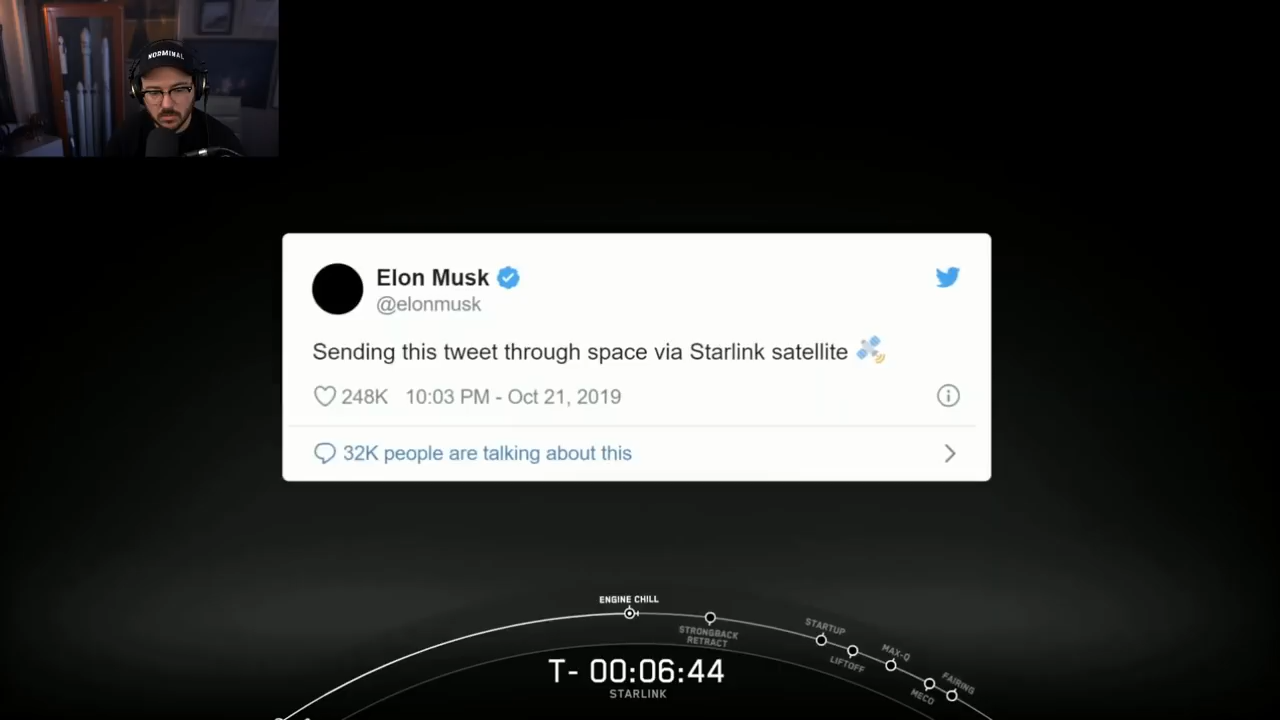 NORMINAL
Elon Musk
@elonmusk
Sending this tweet through space via Starlink satellite
248K 10:03 PM - Oct 21, 2019
32K people are talking about this
ENGINE CHILL
STRONGBACK
RETRACT
STARTUP
LIFTOFF
MAX-Q
MECO
FAIRING
T- 00:06:44
STARLINK